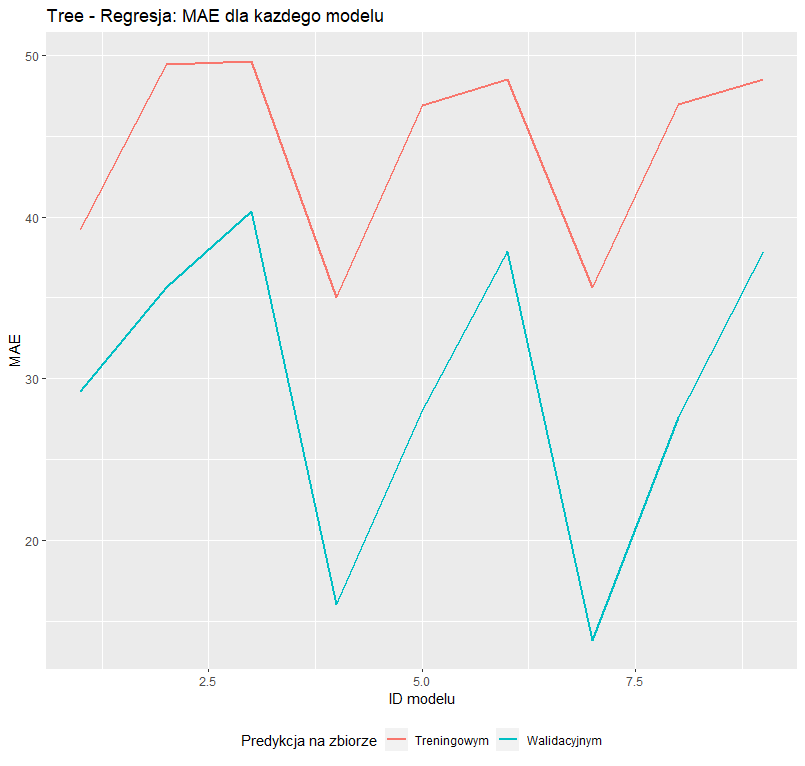 Tree - Regresja: MAE dla kazdego modelu
50
40
30
20
MAE
2.5 5.0 7.5
ID modelu
Predykcja na zbiorze Treningowym Walidacyjnym